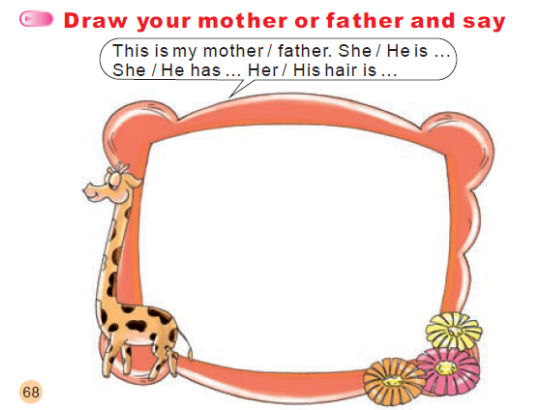 Draw your mother or father and say
This is my mother / father. She / He is ...
She / He has ... Her / His hair is ...
68